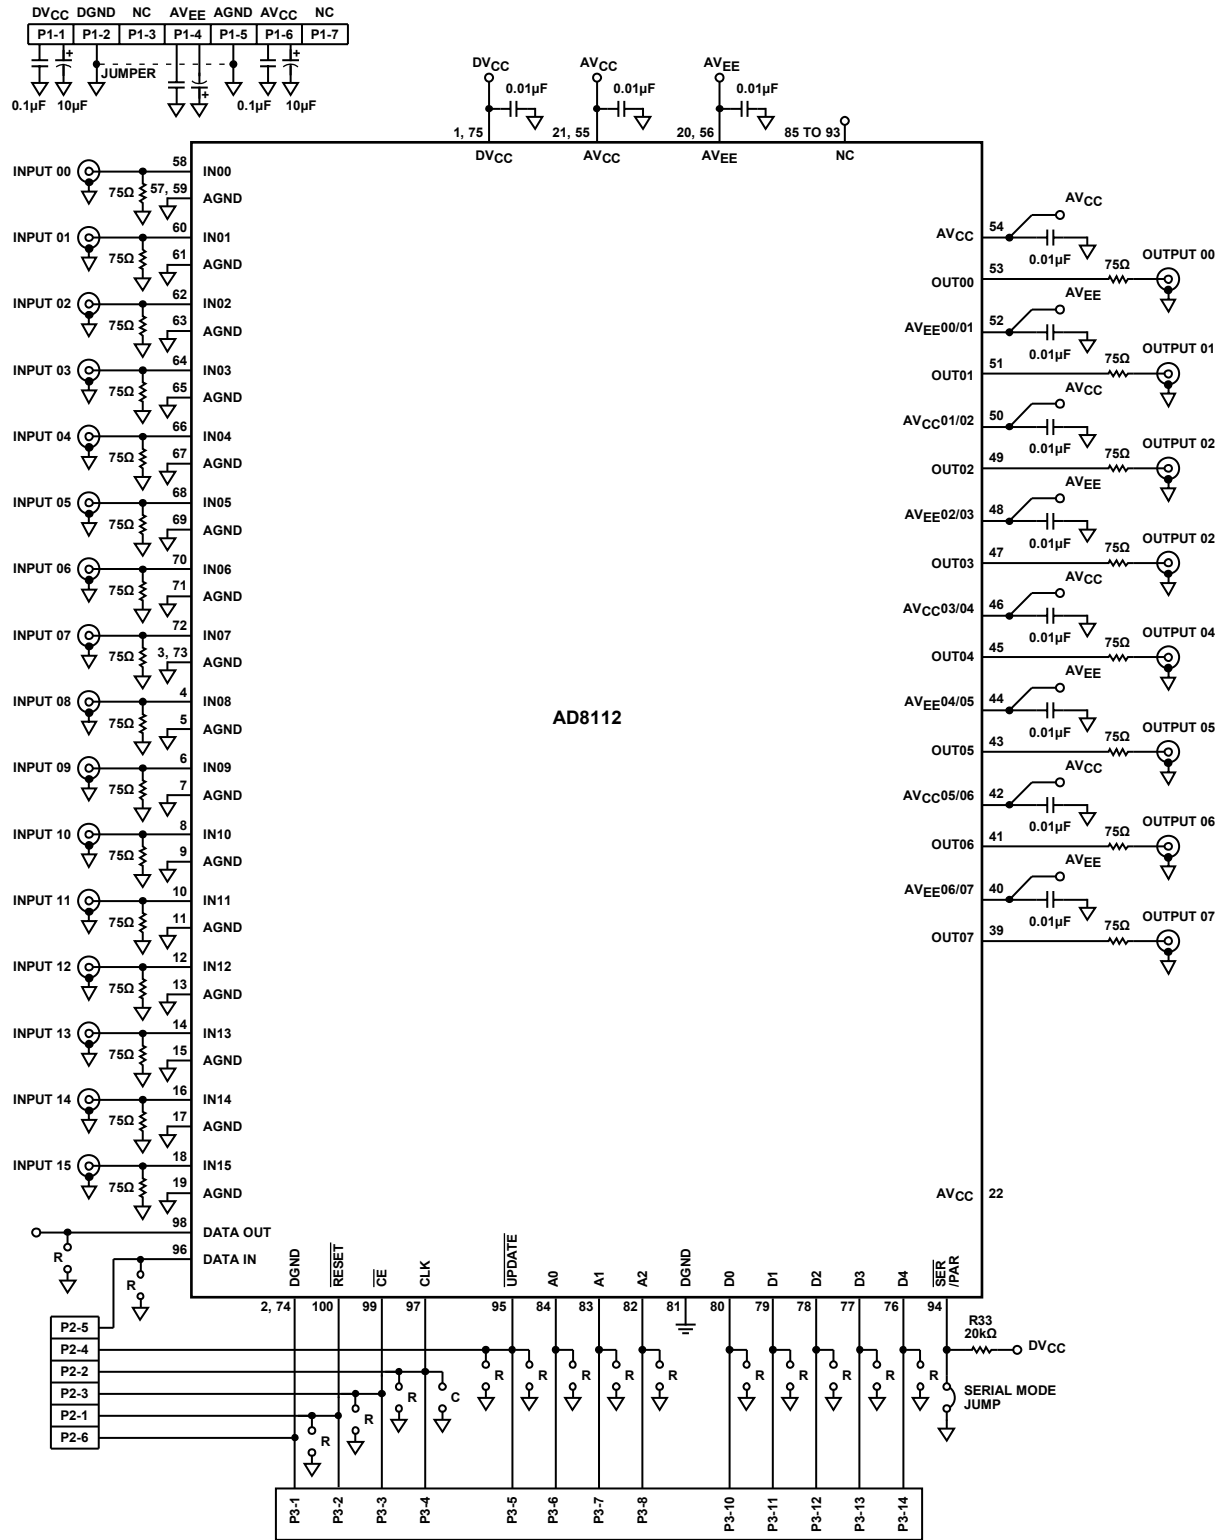 DVCC DGND NC AVEE AGND AVCC NC
P1-1 P1-2 P1-3 P1-4 P1-5 P1-6 P1-7
JUMPER
0.1µF 10µF 0.1µF 10µF
DVCC AVCC AVEE
0.01µF 0.01µF 0.01µF
1, 75 21, 55 20, 56 85 TO 93
DVCC AVCC AVEE NC
INPUT 00 75Ω 58 IN00
57, 59 AGND
INPUT 01 75Ω 60 IN01
61 AGND
INPUT 02 75Ω 62 IN02
63 AGND
INPUT 03 75Ω 64 IN03
65 AGND
INPUT 04 75Ω 66 IN04
67 AGND
INPUT 05 75Ω 68 IN05
69 AGND
INPUT 06 75Ω 70 IN06
71 AGND
INPUT 07 75Ω 72 IN07
3, 73 AGND
INPUT 08 75Ω 4 IN08
5 AGND
INPUT 09 75Ω 6 IN09
7 AGND
INPUT 10 75Ω 8 IN10
9 AGND
INPUT 11 75Ω 10 IN11
11 AGND
INPUT 12 75Ω 12 IN12
13 AGND
INPUT 13 75Ω 14 IN13
15 AGND
INPUT 14 75Ω 16 IN14
17 AGND
INPUT 15 75Ω 18 IN15
19 AGND
98 DATA OUT
R
96 DATA IN
R
AD8112
AVCC 54 AVCC 0.01µF
OUT00 53 75Ω OUTPUT 00
AVEE00/01 52 AVEE 0.01µF
OUT01 51 75Ω OUTPUT 01
AVCC01/02 50 AVCC 0.01µF
OUT02 49 75Ω OUTPUT 02
AVEE02/03 48 AVEE 0.01µF
OUT03 47 75Ω OUTPUT 02
AVCC03/04 46 AVCC 0.01µF
OUT04 45 75Ω OUTPUT 04
AVEE04/05 44 AVEE 0.01µF
OUT05 43 75Ω OUTPUT 05
AVCC05/06 42 AVCC 0.01µF
OUT06 41 75Ω OUTPUT 06
AVEE06/07 40 AVEE 0.01µF
OUT07 39 75Ω OUTPUT 07
AVCC 22
DGND RESET CE CLK UPDATE A0 A1 A2 DGND D0 D1 D2 D3 D4 SER/PAR
2, 74 100 99 97 95 84 83 82 81 80 79 78 77 76 94
R33
20kΩ
DVCC
P2-5
P2-4
P2-2
P2-3
P2-1
P2-6
R R R C R R R R R R R R R
SERIAL MODE
JUMP
P3-1 P3-2 P3-3 P3-4 P3-5 P3-6 P3-7 P3-8 P3-10 P3-11 P3-12 P3-13 P3-14